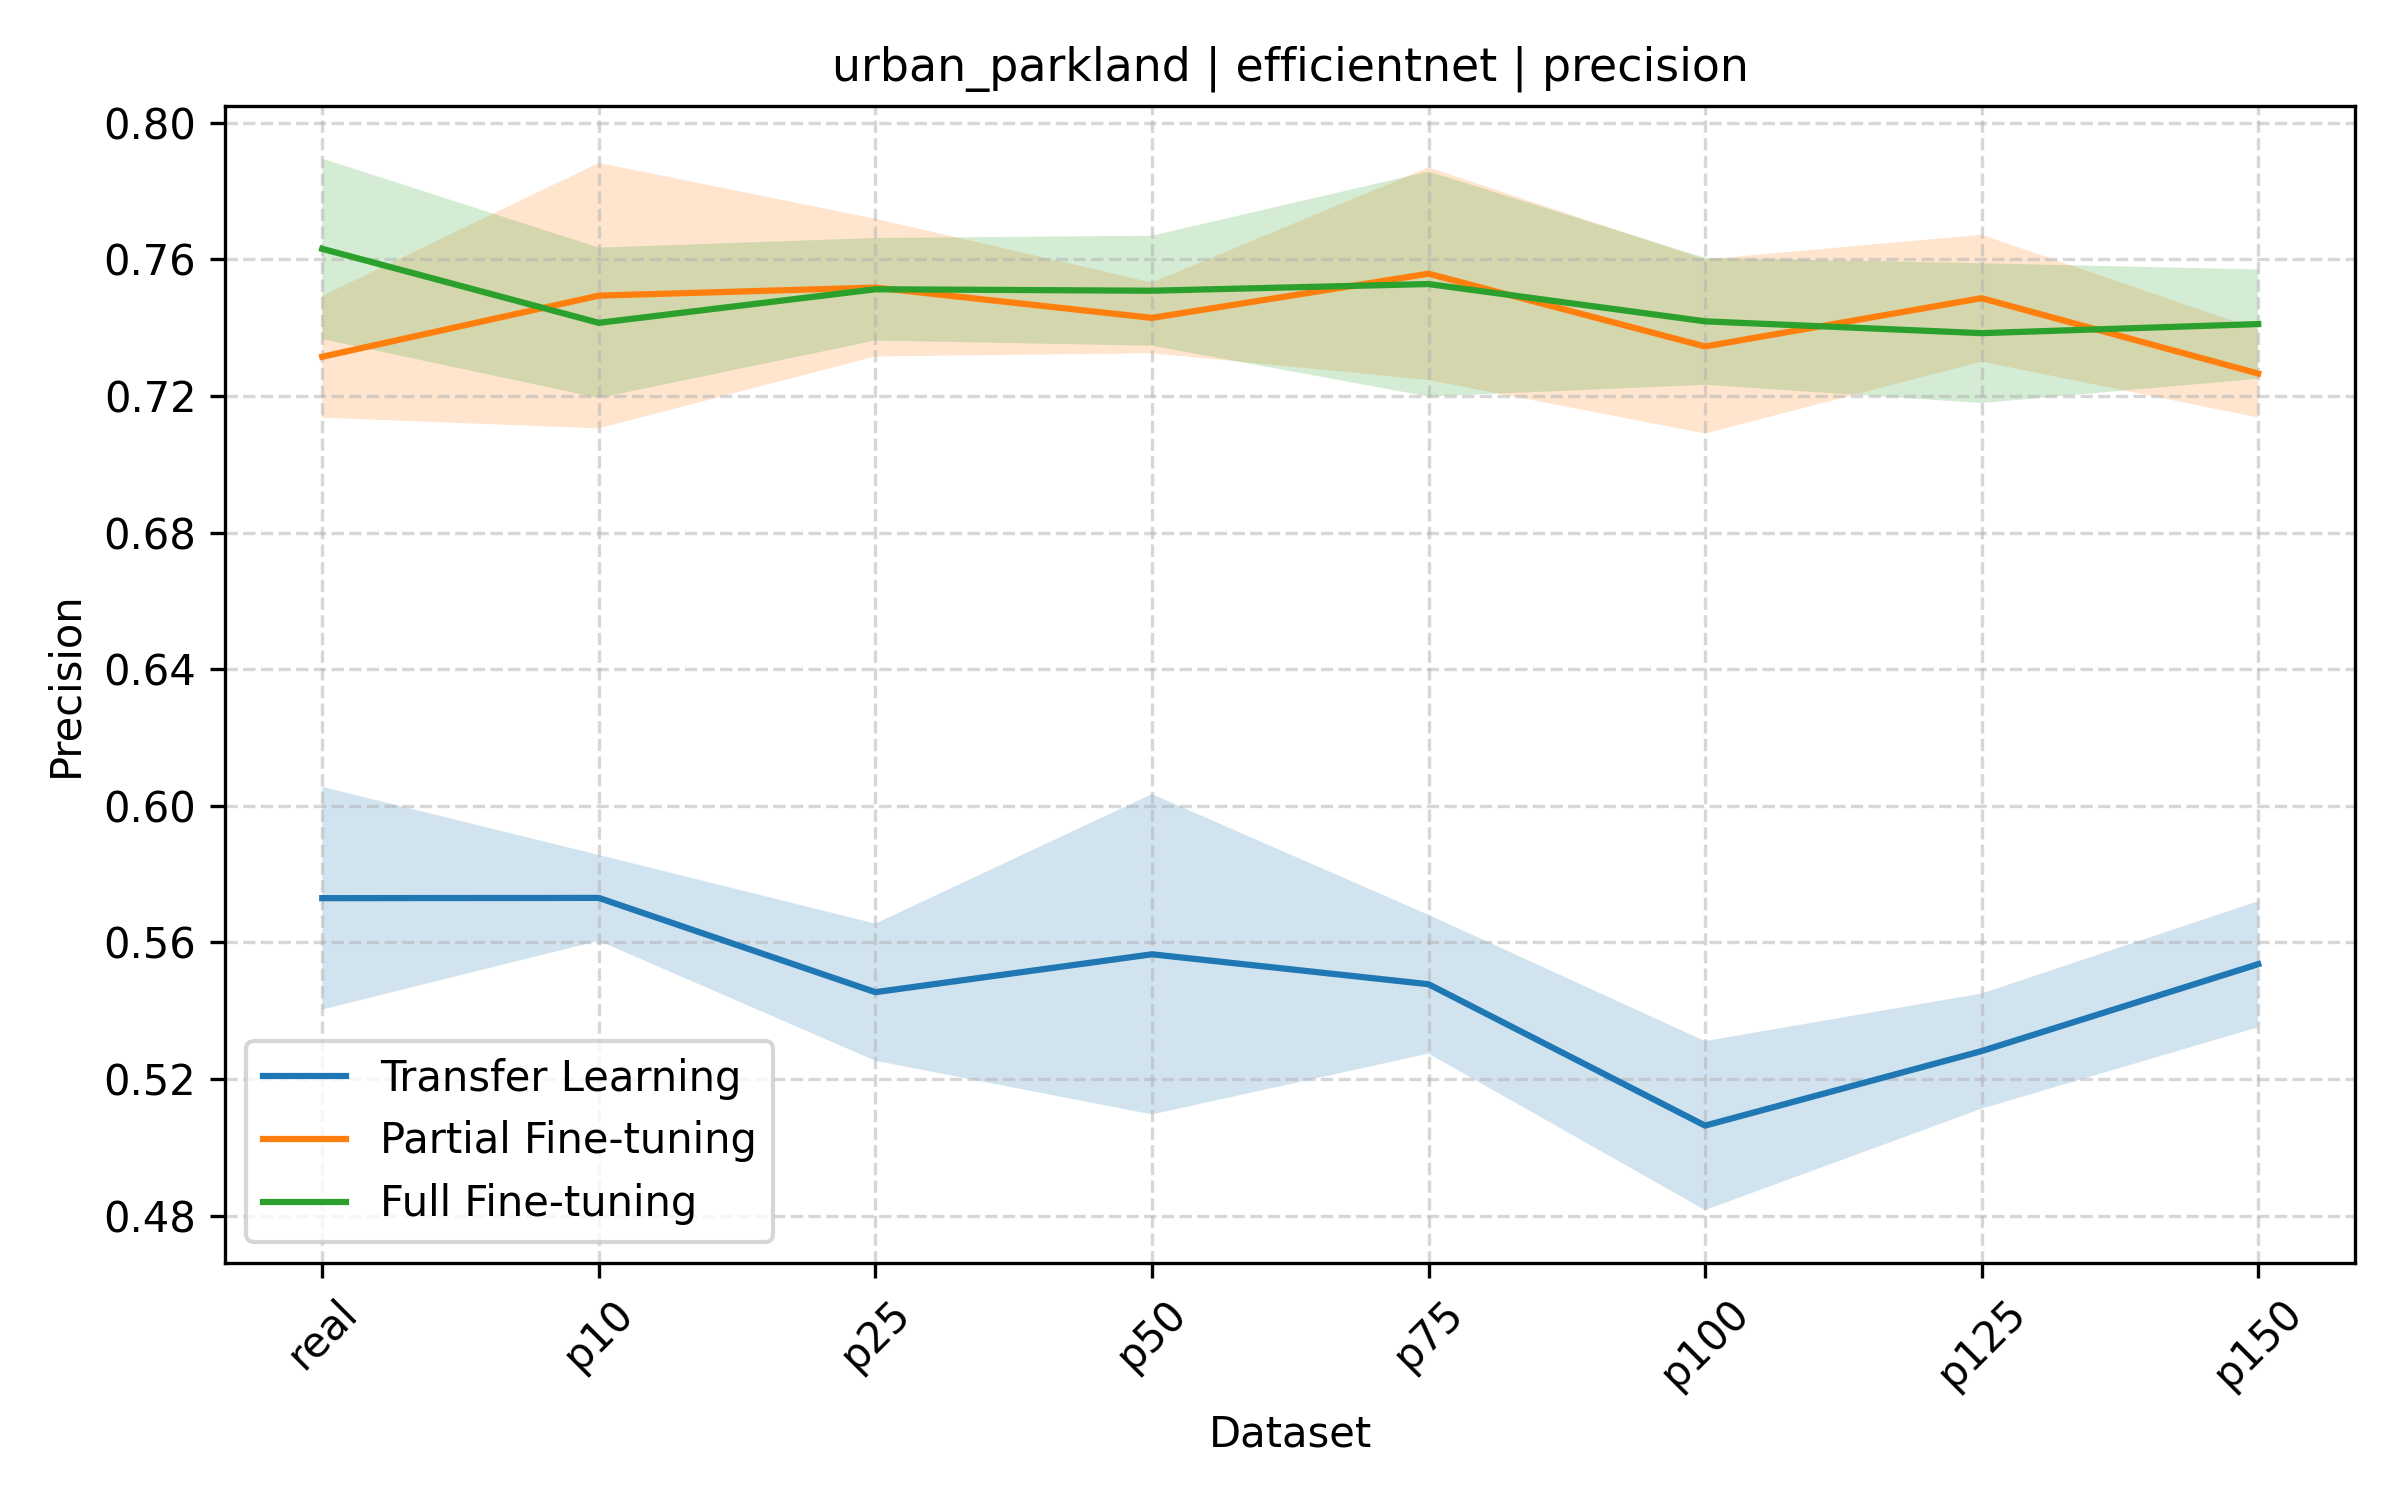 urban_parkland | efficientnet | precision
0.80
0.76
0.72
0.68
0.64
0.60
0.56
0.52
0.48
Precision
Transfer Learning
Partial Fine-tuning
Full Fine-tuning
real
p10
p25
p50
p75
p100
p125
p150
Dataset